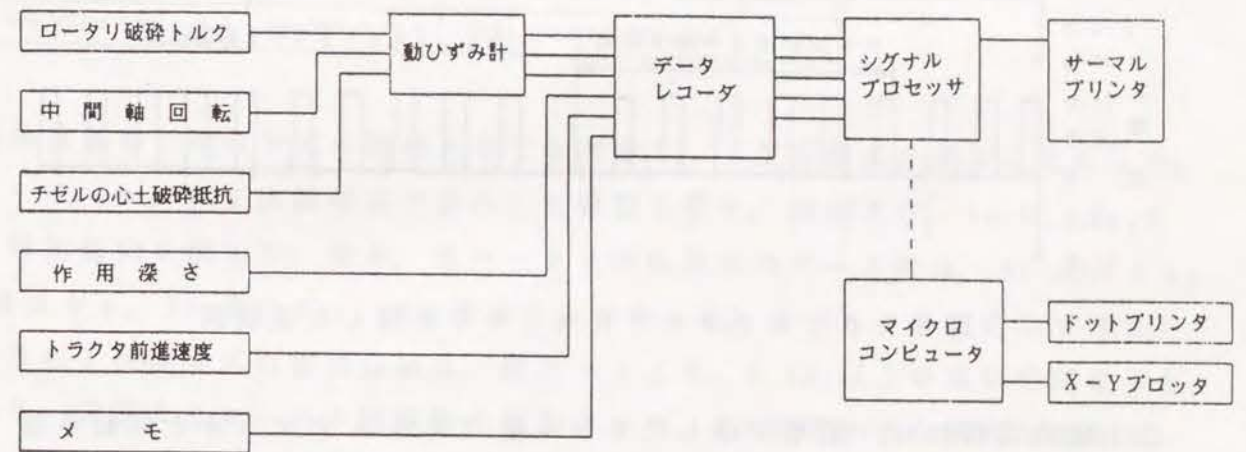 ロータリ破砕トルク
中間軸回転
チゼルの心土破砕抵抗
作用深さ
トラクタ前進速度
メモ
動ひずみ計
データ
レコーダ
シグナル
プロセッサ
サーマル
プリンタ
マイクロ
コンピュータ
ドットプリンタ
X-Yプロッタ